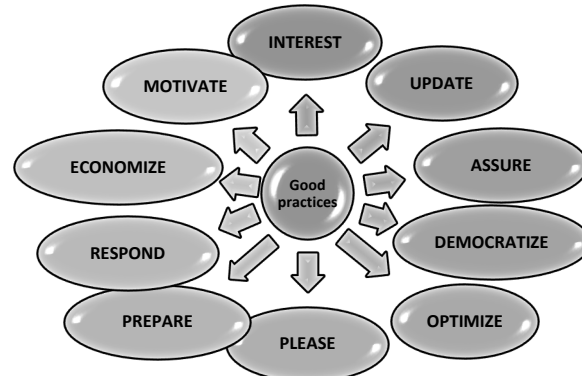 INTEREST
MOTIVATE
UPDATE
ECONOMIZE
ASSURE
Good
practices
RESPOND
DEMOCRATIZE
PREPARE
OPTIMIZE
PLEASE